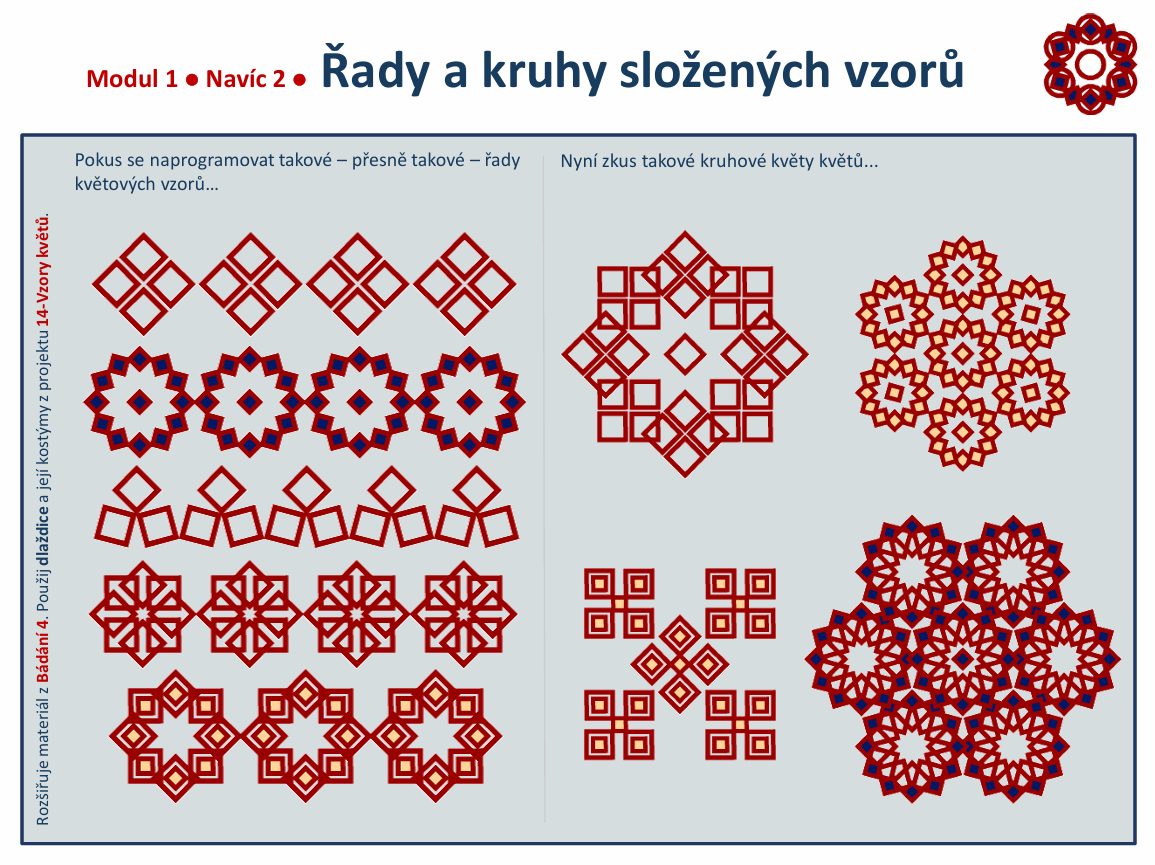 Modul 1 ● Navíc 2 ● Řady a kruhy složených vzorů
Pokus se naprogramovat takové – přesně takové – řady
květových vzorů…
Nyní zkus takové kruhové květy květů...
Rozšiřuje materiál z Bádání 4. Použij dlaždice a její kostýmy z projektu 14-Vzory květů.